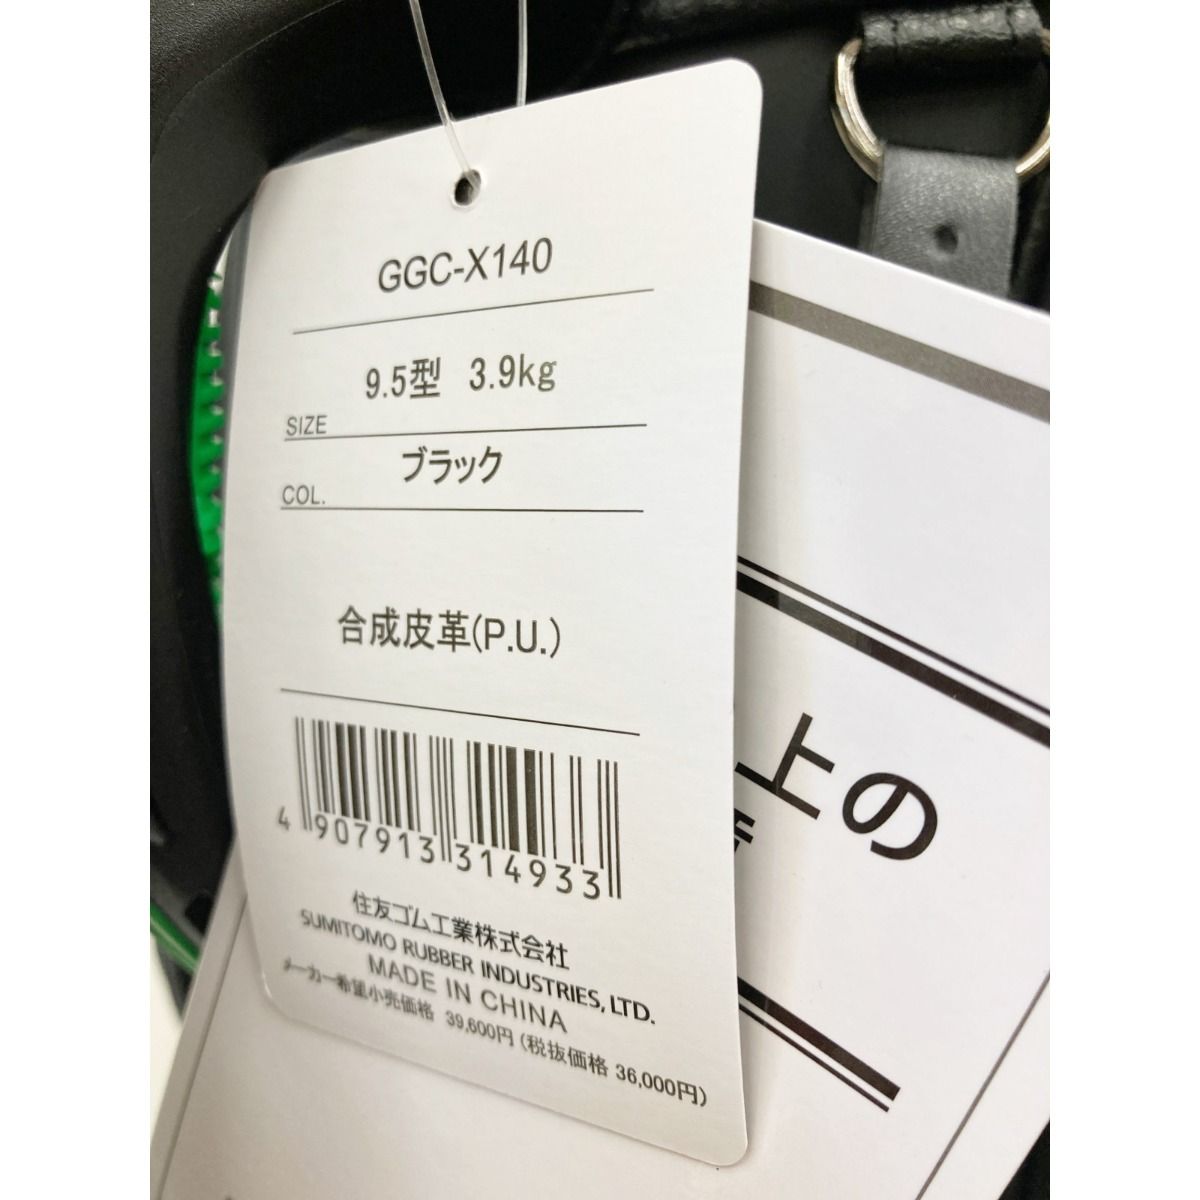 GGC-X140
9.5型 3.9kg
SIZE
ブラック
COL.
合成皮革(P.U.)
4 907913 314933
住友ゴム工業株式会社
SUMITOMO RUBBER INDUSTRIES, LTD.
MADE IN CHINA
メーカー希望小売価格 39,600円 (税抜価格 36,000円)
上の